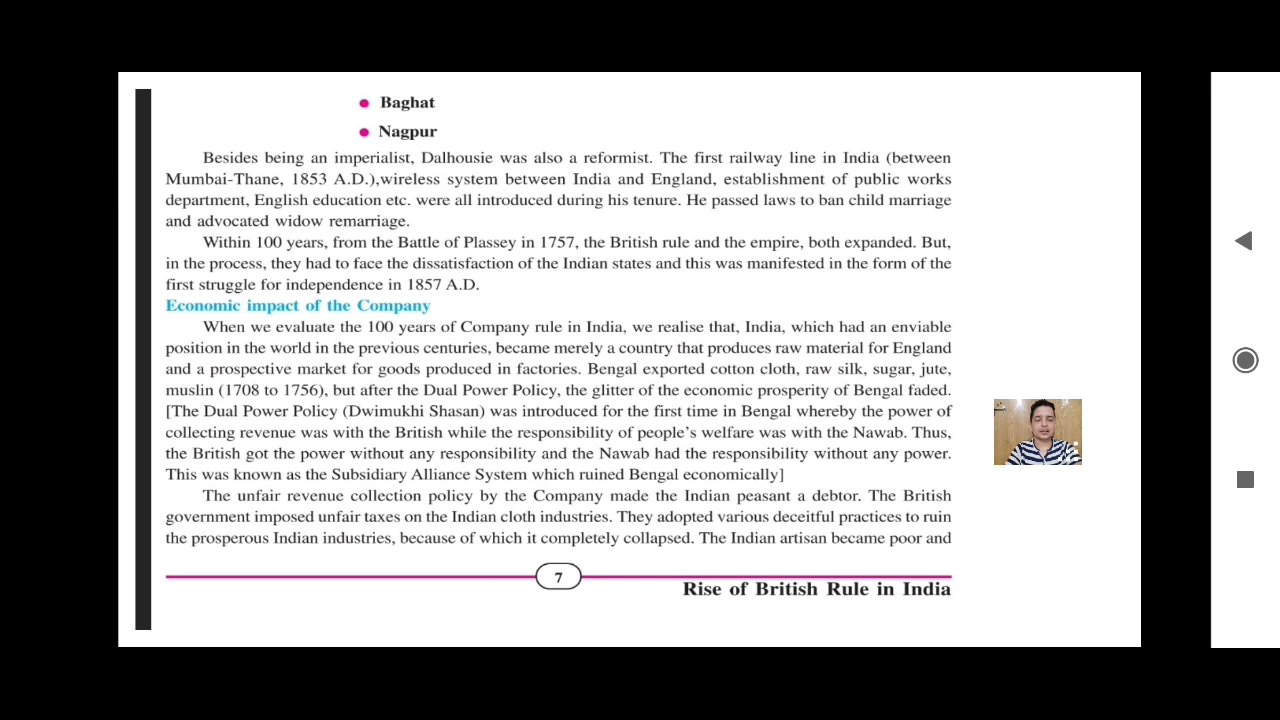 Baghat
Nagpur
Besides being an imperialist, Dalhousie was also a reformist. The first railway line in India (between
Mumbai-Thane, 1853 A.D.),wireless system between India and England, establishment of public works
department, English education etc. were all introduced during his tenure. He passed laws to ban child marriage
and advocated widow remarriage.
Within 100 years, from the Battle of Plassey in 1757, the British rule and the empire, both expanded. But,
in the process, they had to face the dissatisfaction of the Indian states and this was manifested in the form of the
first struggle for independence in 1857 A.D.
Economic impact of the Company
When we evaluate the 100 years of Company rule in India, we realise that, India, which had an enviable
position in the world in the previous centuries, became merely a country that produces raw material for England
and a prospective market for goods produced in factories. Bengal exported cotton cloth, raw silk, sugar, jute,
muslin (1708 to 1756), but after the Dual Power Policy, the glitter of the economic prosperity of Bengal faded.
[The Dual Power Policy (Dwimukhi Shasan) was introduced for the first time in Bengal whereby the power of
collecting revenue was with the British while the responsibility of people’s welfare was with the Nawab. Thus,
the British got the power without any responsibility and the Nawab had the responsibility without any power.
This was known as the Subsidiary Alliance System which ruined Bengal economically]
The unfair revenue collection policy by the Company made the Indian peasant a debtor. The British
government imposed unfair taxes on the Indian cloth industries. They adopted various deceitful practices to ruin
the prosperous Indian industries, because of which it completely collapsed. The Indian artisan became poor and
7
Rise of British Rule in India